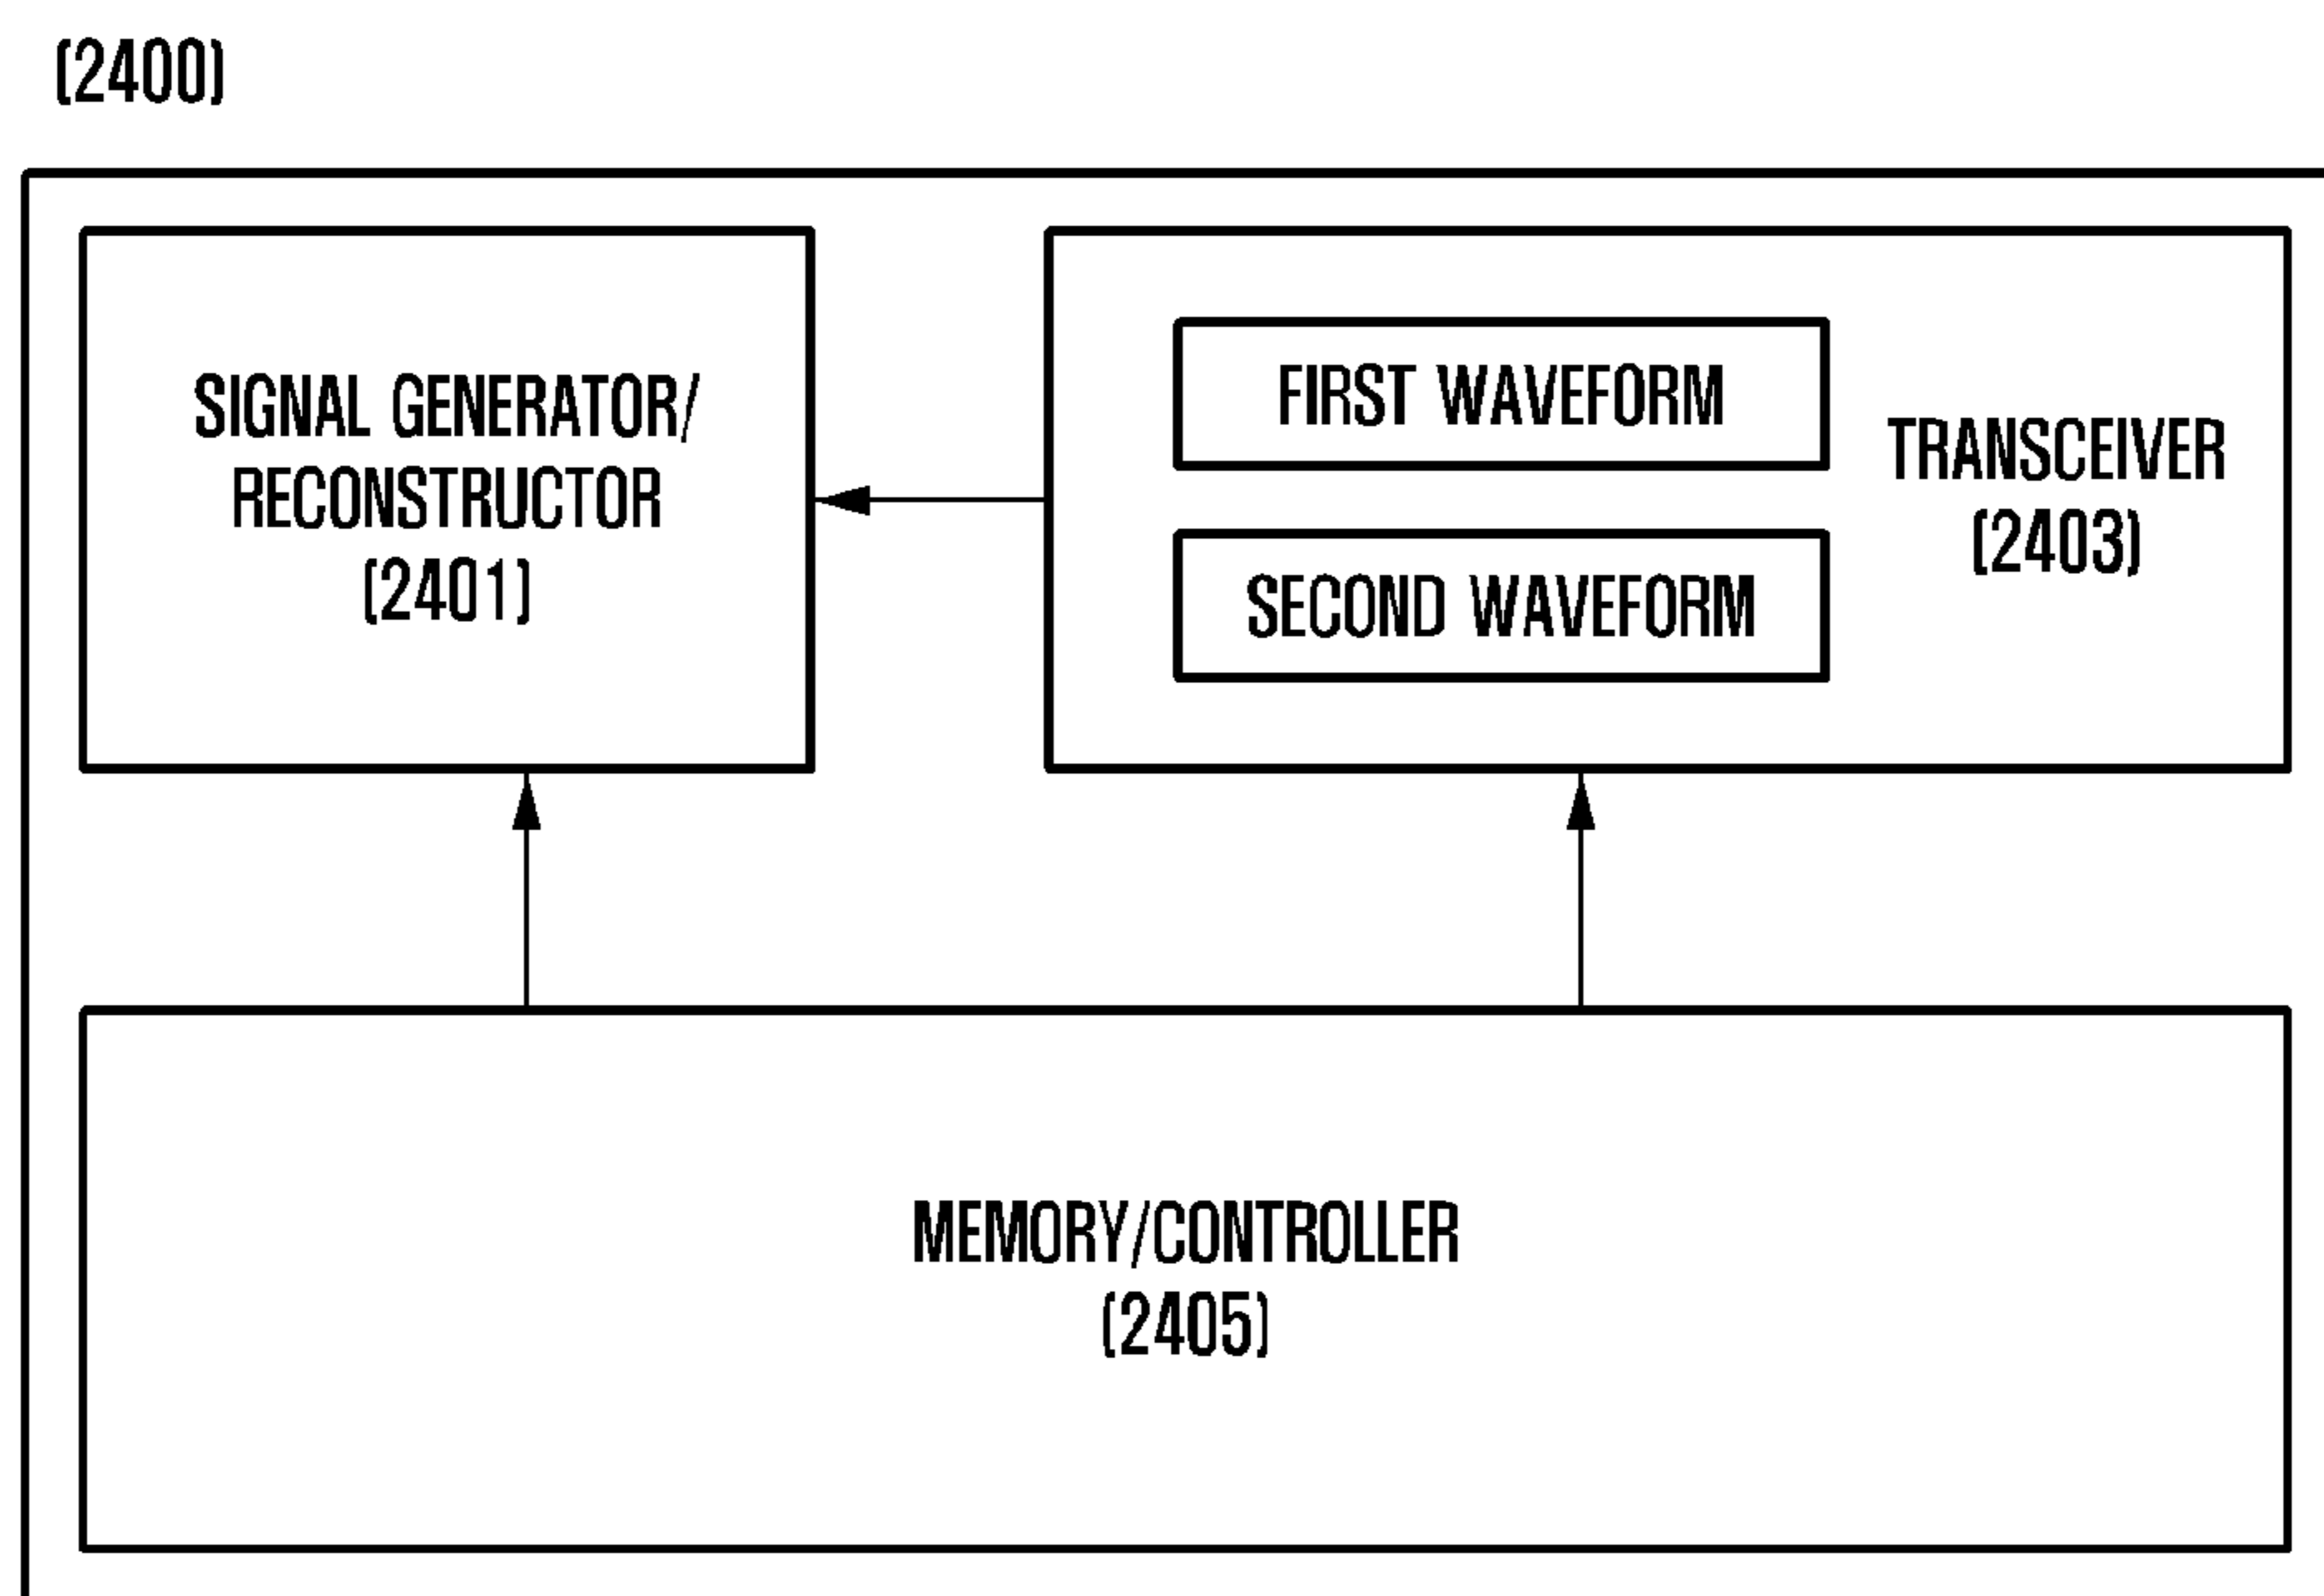 (2400)
SIGNAL GENERATOR/
RECONSTRUCTOR
(2401)
FIRST WAVEFORM
SECOND WAVEFORM
TRANSCEIVER
(2403)
MEMORY/CONTROLLER
(2405)